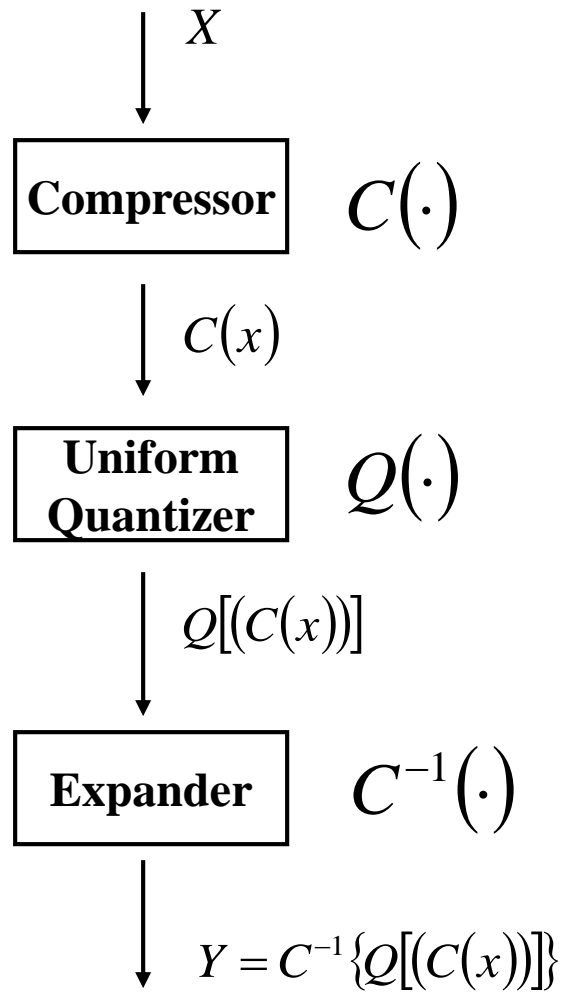 X
Compressor C(·)
C(x)
Uniform
Quantizer Q(·)
Q[(C(x))]
Expander C⁻¹(·)
Y = C⁻¹{Q[(C(x))]}